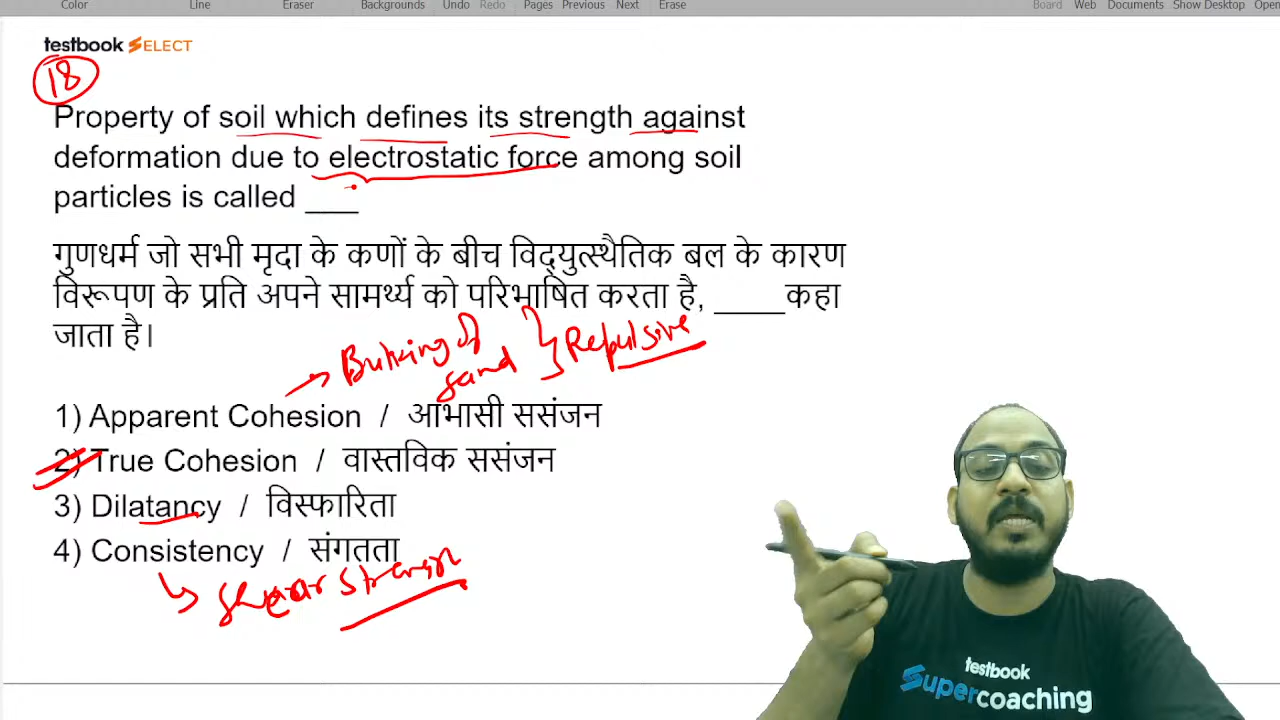 Color Line Eraser Backgrounds Undo Redo Pages Previous Next Erase Board Web Documents Show Desktop Open
testbook SELECT
18
Property of soil which defines its strength against
deformation due to electrostatic force among soil
particles is called ___
गुणधर्म जो सभी मृदा के कणों के बीच विद्युत्स्थैतिक बल के कारण
विरूपण के प्रति अपने सामर्थ्य को परिभाषित करता है, ____कहा
जाता है।
Bulking of
sand
Repulsive
1) Apparent Cohesion / आभासी ससंजन
2) True Cohesion / वास्तविक ससंजन
3) Dilatancy / विस्फारिता
4) Consistency / संगतता
shear strength
testbook
Supercoaching